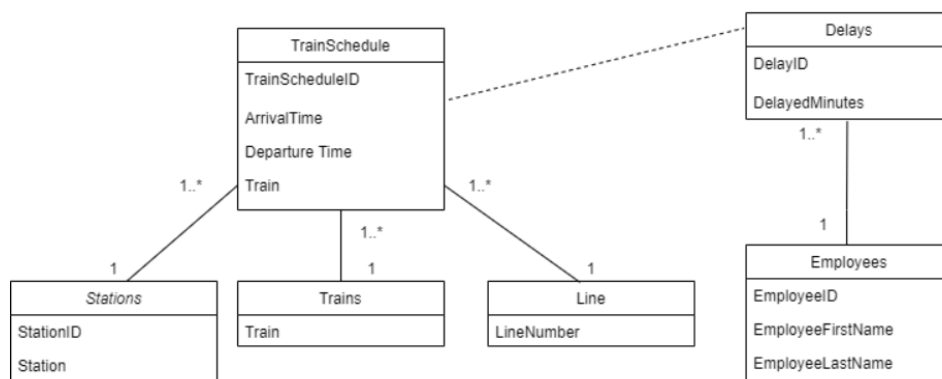 TrainSchedule
TrainScheduleID
ArrivalTime
Departure Time
Train
Delays
DelayID
DelayedMinutes
1..*
1..*
1..*
1..*
1
1
1
1
Stations
StationID
Station
Trains
Train
Line
LineNumber
Employees
EmployeeID
EmployeeFirstName
EmployeeLastName